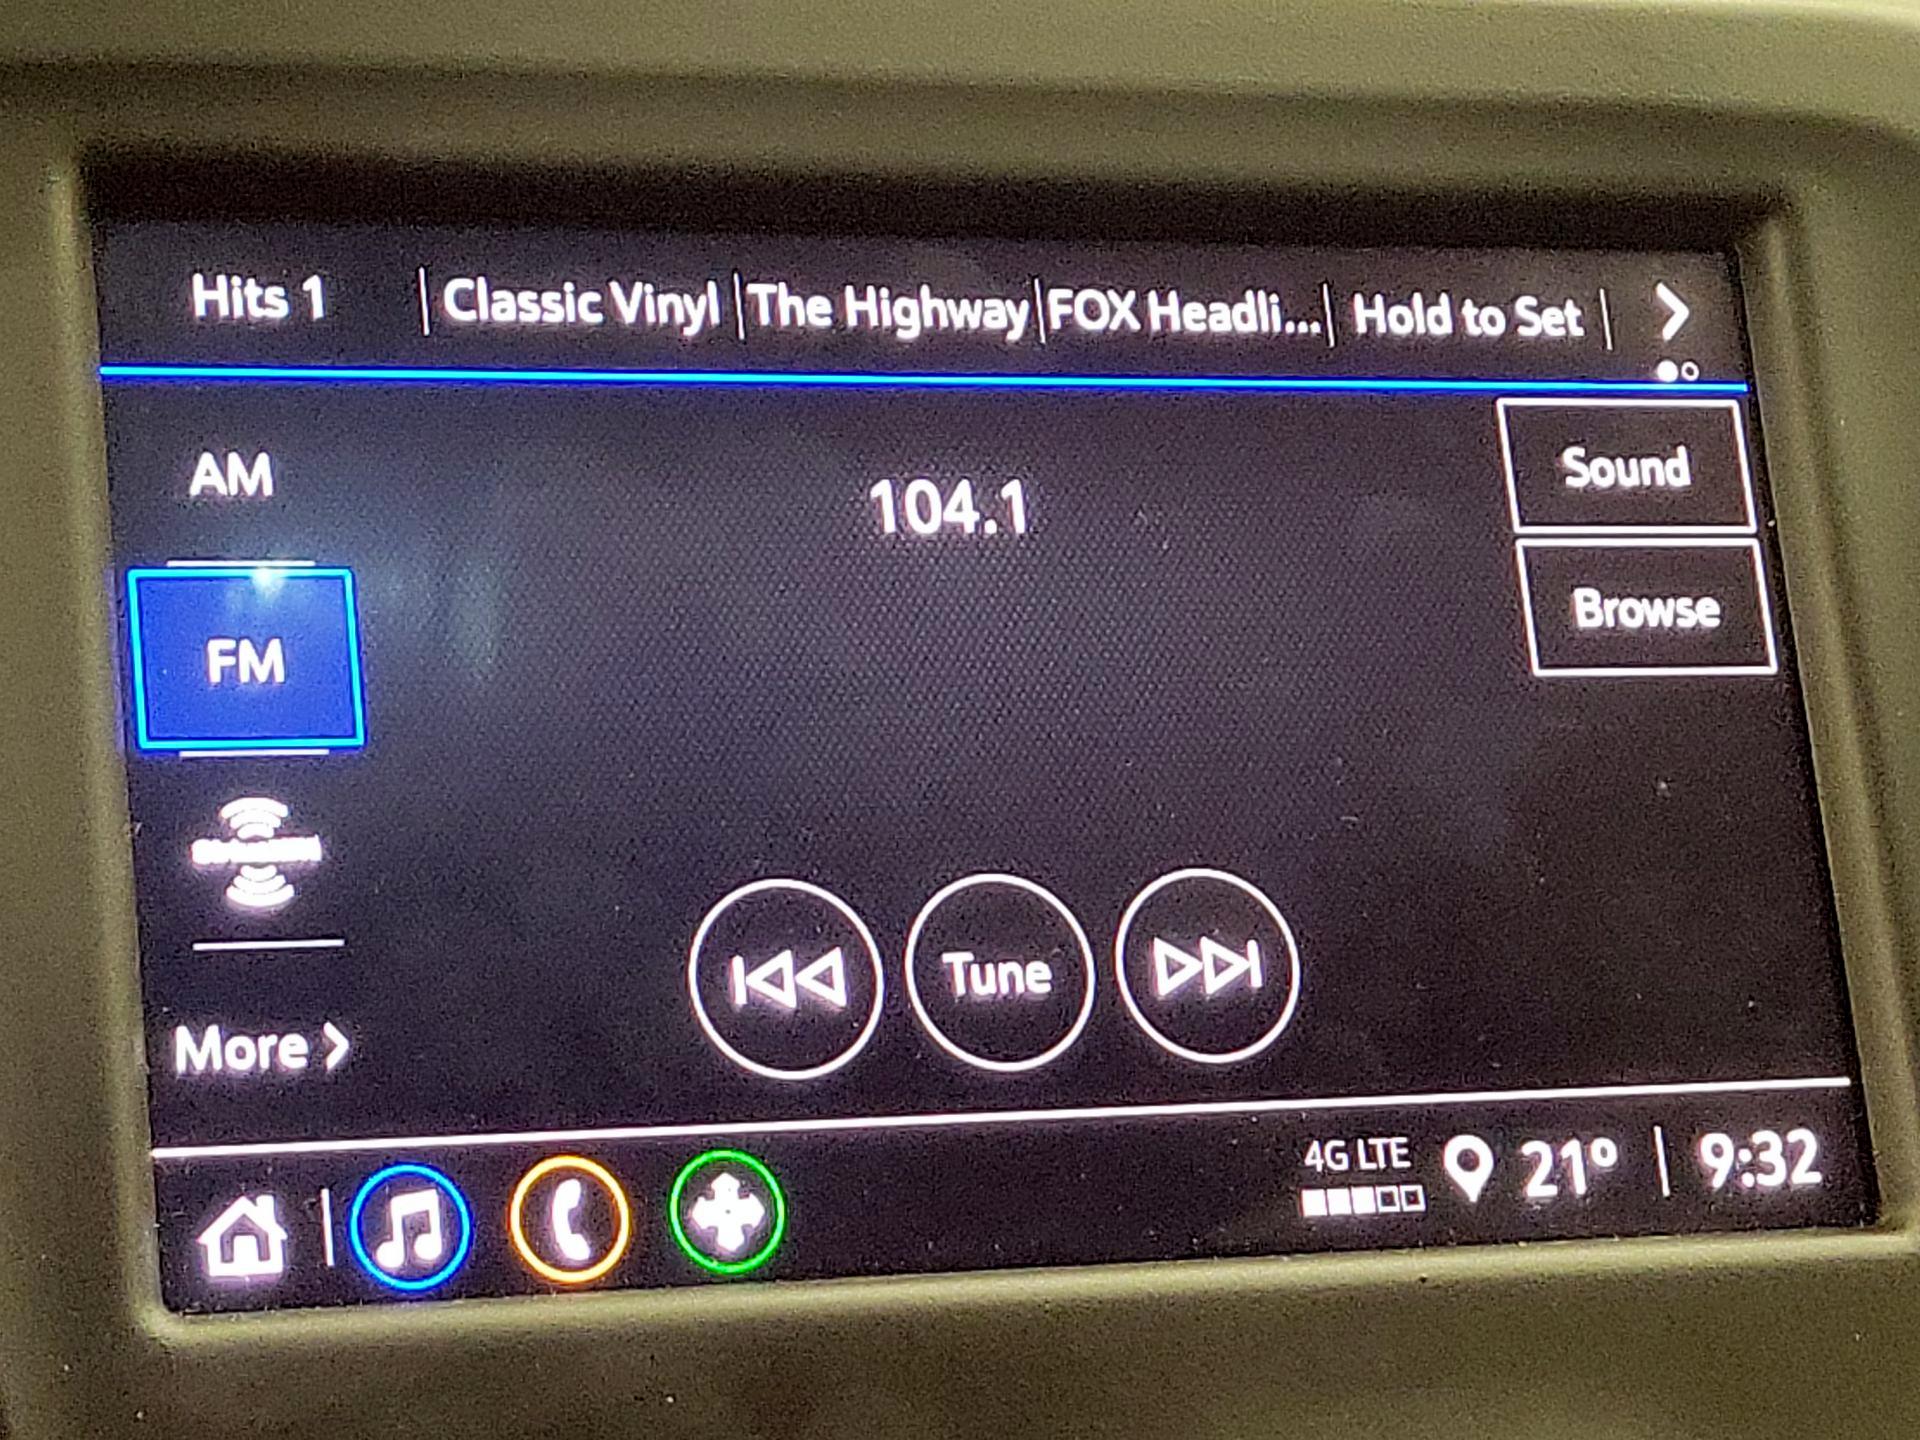 Hits 1 Classic Vinyl The Highway FOX Headli... Hold to Set
AM
104.1
Sound
FM
Browse
Tune
More
4G LTE
21° 9:32